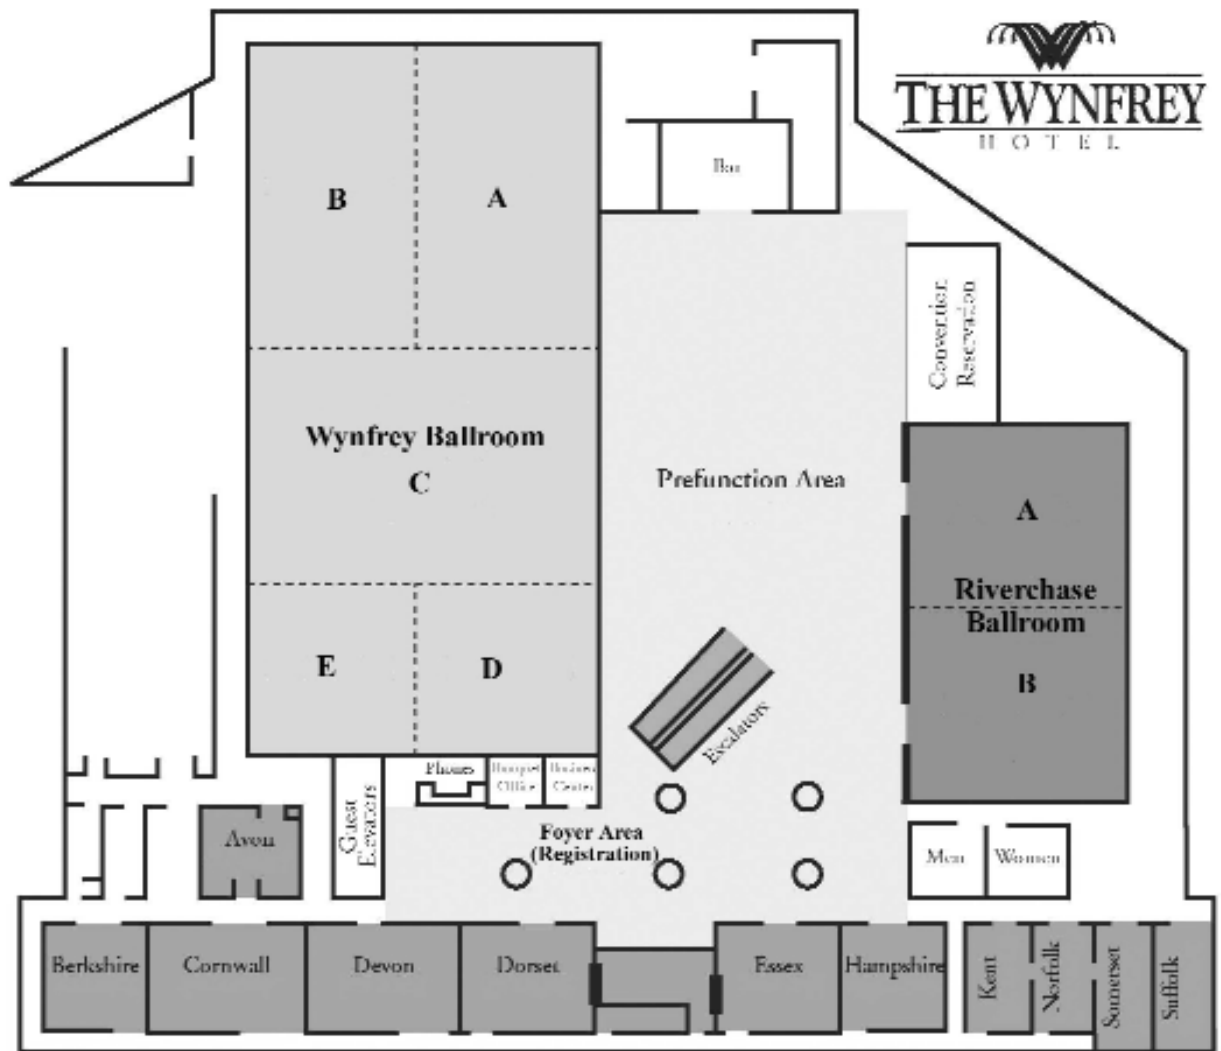 THE WYNFREY
HOTEL
Bar
B
A
Convention
Reservation
Wynfrey Ballroom
C
Prefunction Area
A
Riverchase
Ballroom
B
E
D
Escalators
Phones
Banquet
Office
Business
Center
Guest
Elevators
Foyer Area
(Registration)
Avon
Men
Women
Berkshire
Cornwall
Devon
Dorset
Essex
Hampshire
Kent
Norfolk
Somerset
Suffolk